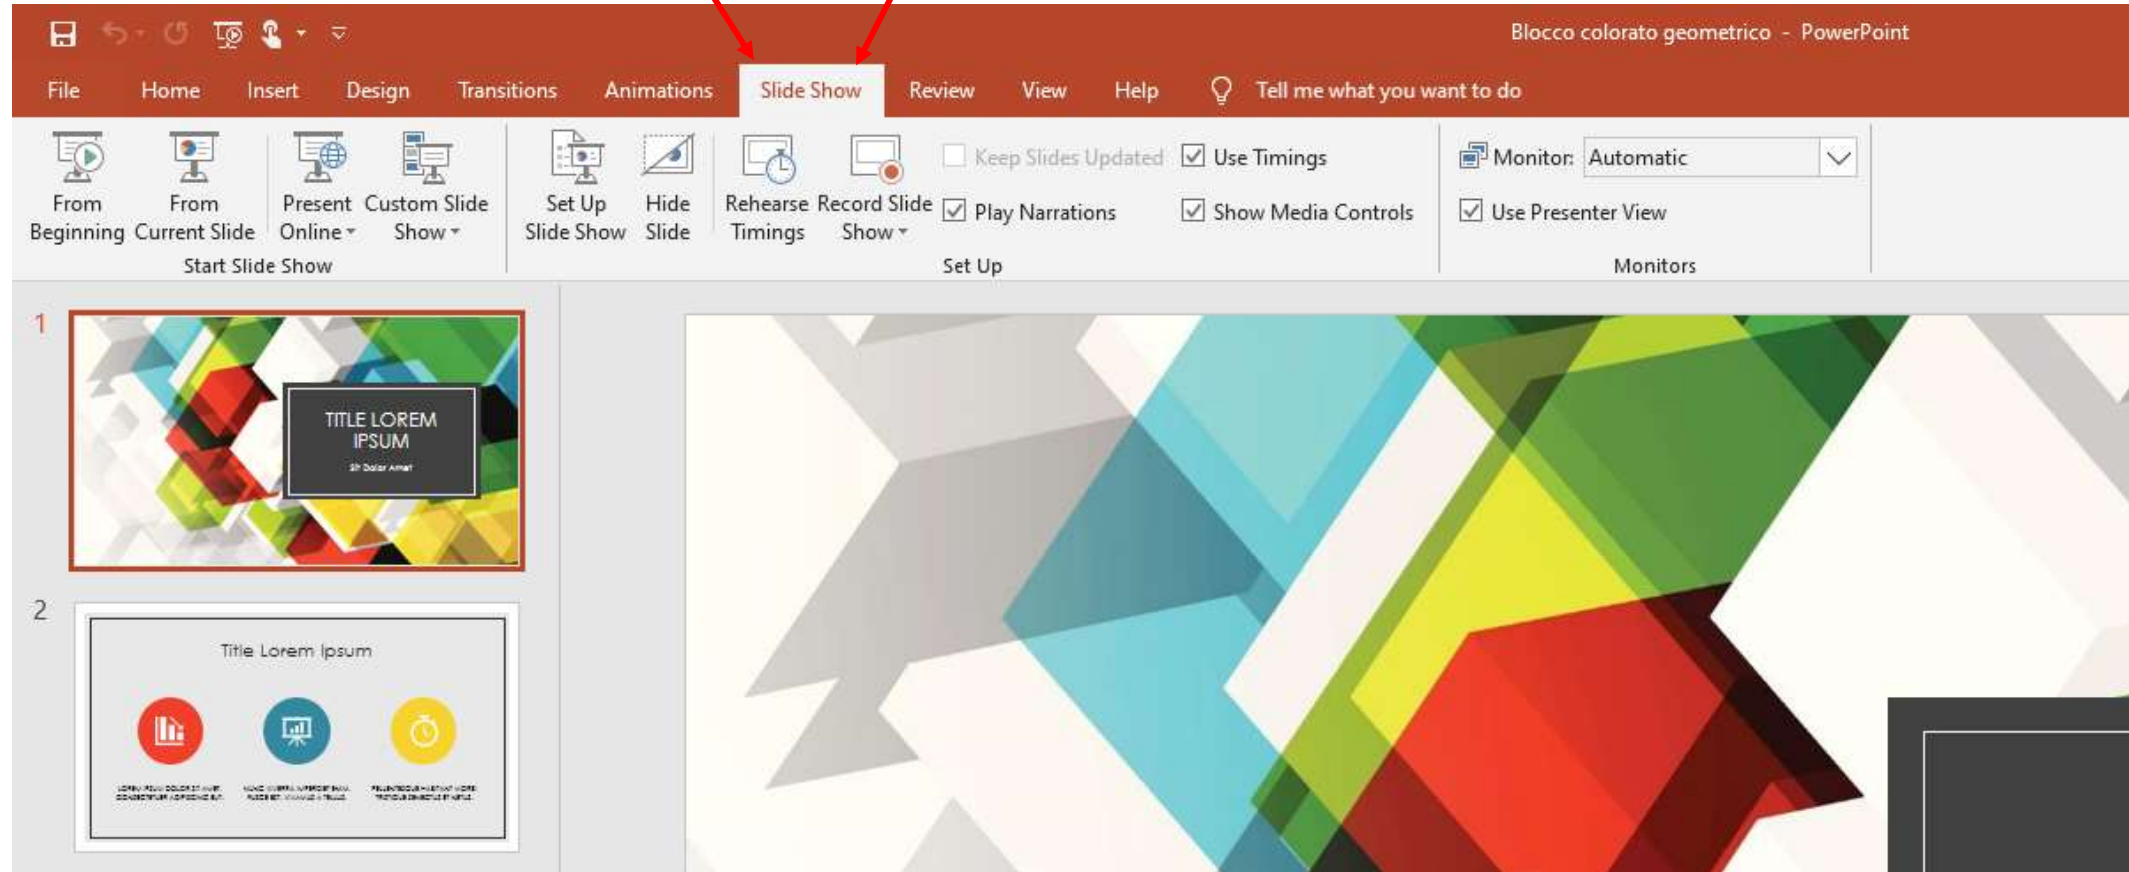 Blocco colorato geometrico - PowerPoint
File Home Insert Design Transitions Animations Slide Show Review View Help Tell me what you want to do
From Beginning
From Current Slide
Present Online
Custom Slide Show
Start Slide Show
Set Up Slide Show
Hide Slide
Rehearse Timings
Record Slide Show
Keep Slides Updated
Play Narrations
Use Timings
Show Media Controls
Set Up
Monitor: Automatic
Use Presenter View
Monitors
1
TITLE LOREM
IPSUM
Sit Dolor Amet
2
Title Lorem Ipsum